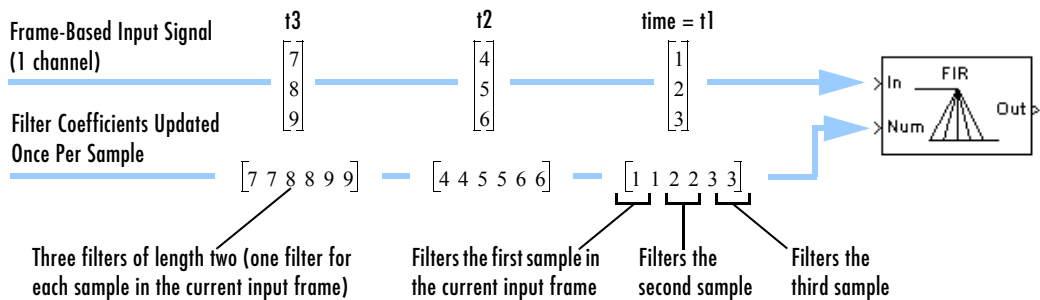 Frame-Based Input Signal
(1 channel)
t3
t2
time = t1
7
8
9
4
5
6
1
2
3
In
FIR
Out
Num
Filter Coefficients Updated
Once Per Sample
[7 7 8 8 9 9]
[4 4 5 5 6 6]
[1 1 2 2 3 3]
Three filters of length two (one filter for
each sample in the current input frame)
Filters the first sample in
the current input frame
Filters the
second sample
Filters the
third sample